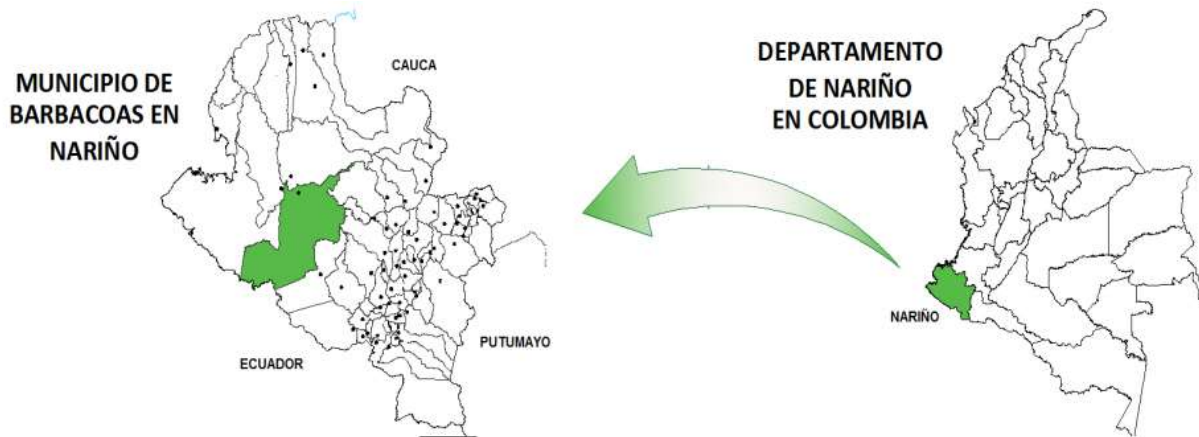 MUNICIPIO DE
BARBACOAS EN
NARIÑO
CAUCA
ECUADOR
PUTUMAYO
DEPARTAMENTO
DE NARIÑO
EN COLOMBIA
NARIÑO